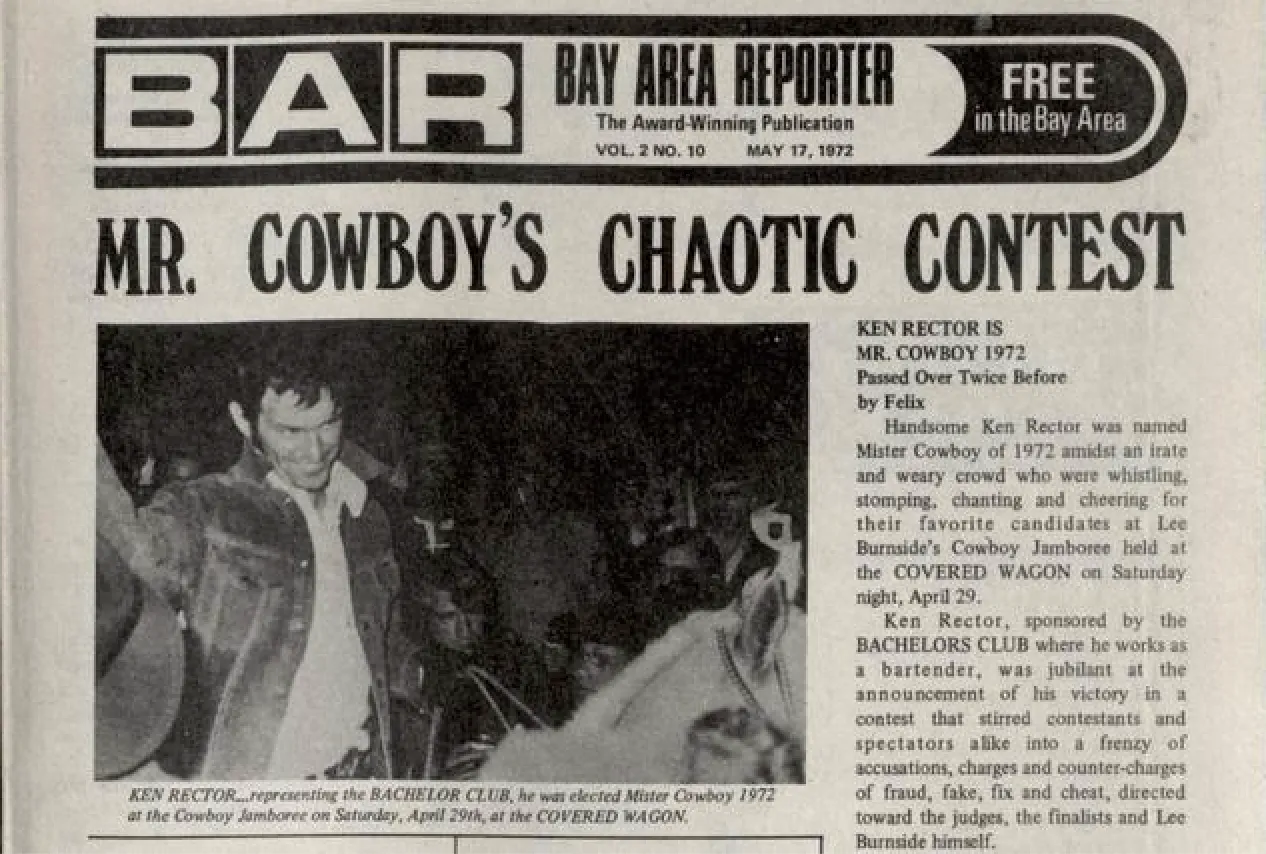 BAR
BAY AREA REPORTER
The Award-Winning Publication
VOL. 2 NO. 10 MAY 17, 1972
FREE
in the Bay Area
MR. COWBOY'S CHAOTIC CONTEST
KEN RECTOR...representing the BACHELOR CLUB, he was elected Mister Cowboy 1972
at the Cowboy Jamboree on Saturday, April 29th, at the COVERED WAGON.
KEN RECTOR IS
MR. COWBOY 1972
Passed Over Twice Before
by Felix
Handsome Ken Rector was named
Mister Cowboy of 1972 amidst an irate
and weary crowd who were whistling,
stomping, chanting and cheering for
their favorite candidates at Lee
Burnside's Cowboy Jamboree held at
the COVERED WAGON on Saturday
night, April 29.
Ken Rector, sponsored by the
BACHELORS CLUB where he works as
a bartender, was jubilant at the
announcement of his victory in a
contest that stirred contestants and
spectators alike into a frenzy of
accusations, charges and counter-charges
of fraud, fake, fix and cheat, directed
toward the judges, the finalists and Lee
Burnside himself.